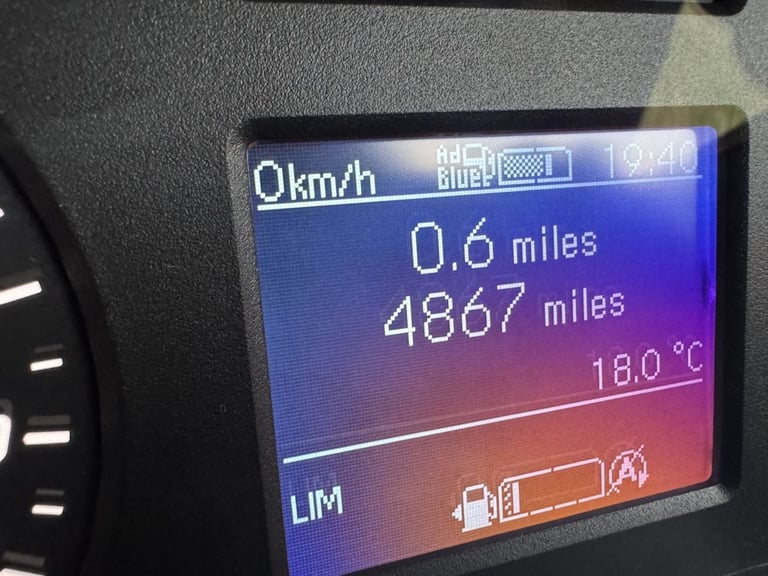 0km/h Ad Blue 19:40
0.6 miles
4867 miles
18.0 °C
LIM A